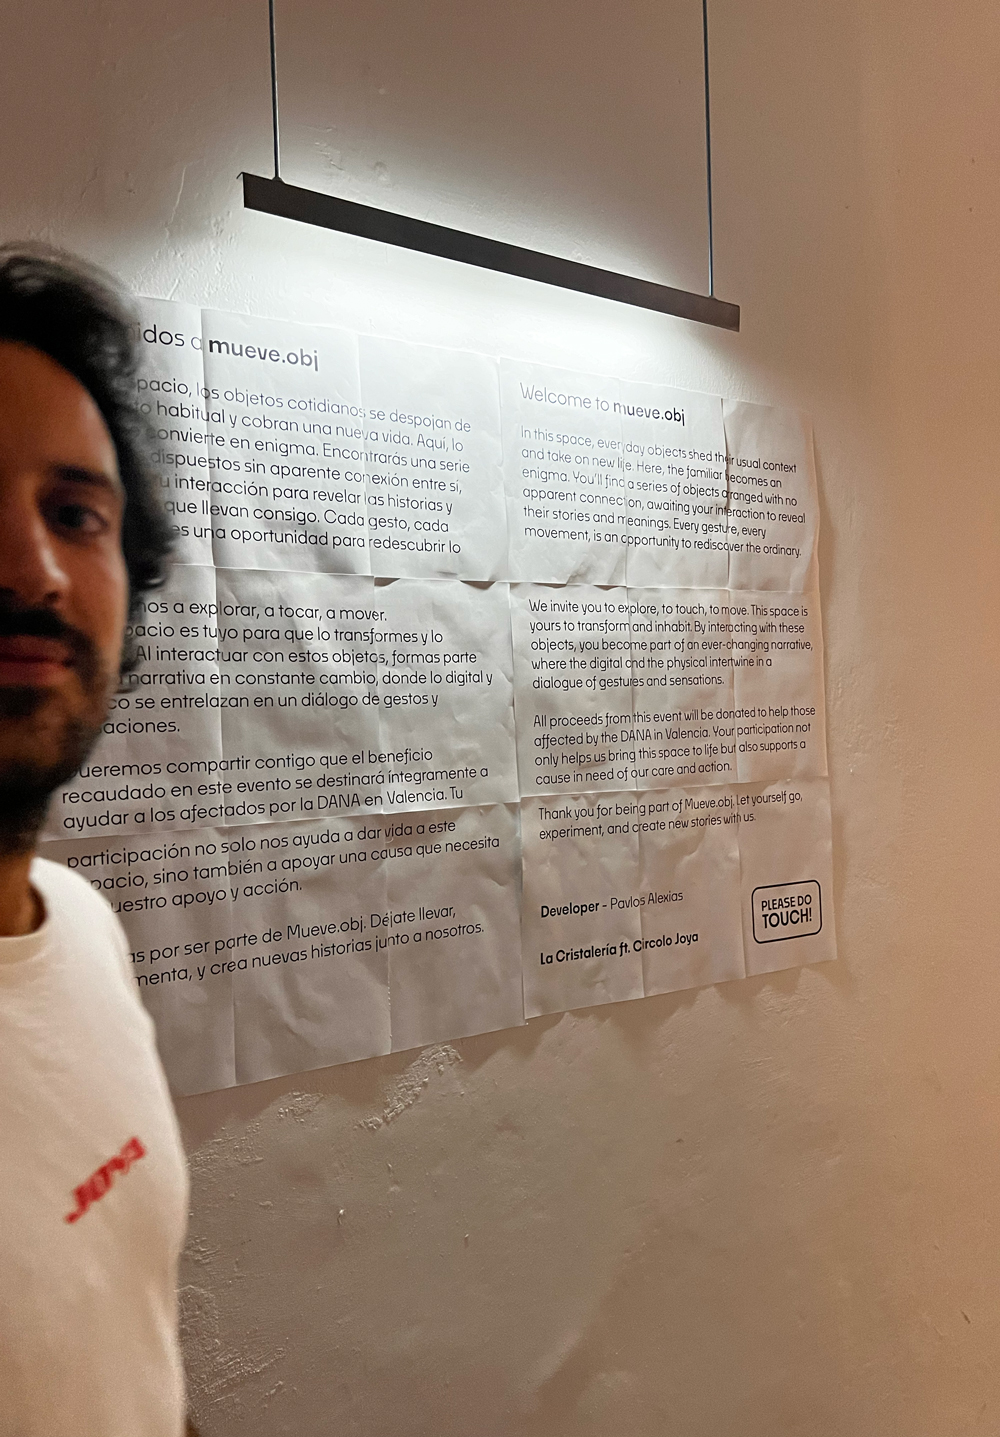 a mueve.obj
los objetos cotidianos se despojan de
habitual y cobran una nueva vida. Aquí, lo
en enigma. Encontrarás una serie
dispuestos sin aparente conexión entre sí,
interacción para revelar las historias y
que llevan consigo. Cada gesto, cada
es una oportunidad para redescubrir lo
a explorar, a tocar, a mover.
es tuyo para que lo transformes y lo
Al interactuar con estos objetos, formas parte
narrativa en constante cambio, donde lo digital y
se entrelazan en un diálogo de gestos y
compartir contigo que el beneficio
recaudado en este evento se destinará íntegramente a
ayudar a los afectados por la DANA en Valencia. Tu
participación no solo nos ayuda a dar vida a este
sino también a apoyar una causa que necesita
apoyo y acción.
por ser parte de Mueve.obj. Déjate llevar,
y crea nuevas historias junto a nosotros.
Welcome to mueve.obj
In this space, everyday objects shed their usual context
and take on new life. Here, the familiar becomes an
enigma. You'll find a series of objects arranged with no
apparent connection, awaiting your interaction to reveal
their stories and meanings. Every gesture, every
movement, is an opportunity to rediscover the ordinary.
We invite you to explore, to touch, to move. This space is
yours to transform and inhabit. By interacting with these
objects, you become part of an ever-changing narrative,
where the digital and the physical intertwine in a
dialogue of gestures and sensations.
All proceeds from this event will be donated to help those
affected by the DANA in Valencia. Your participation not
only helps us bring this space to life but also supports a
cause in need of our care and action.
Thank you for being part of Mueve.obj. Let yourself go,
experiment, and create new stories with us.
Developer - Pavlos Alexias
La Cristalería ft. Circolo Joya
PLEASE DO
TOUCH!
JOYA